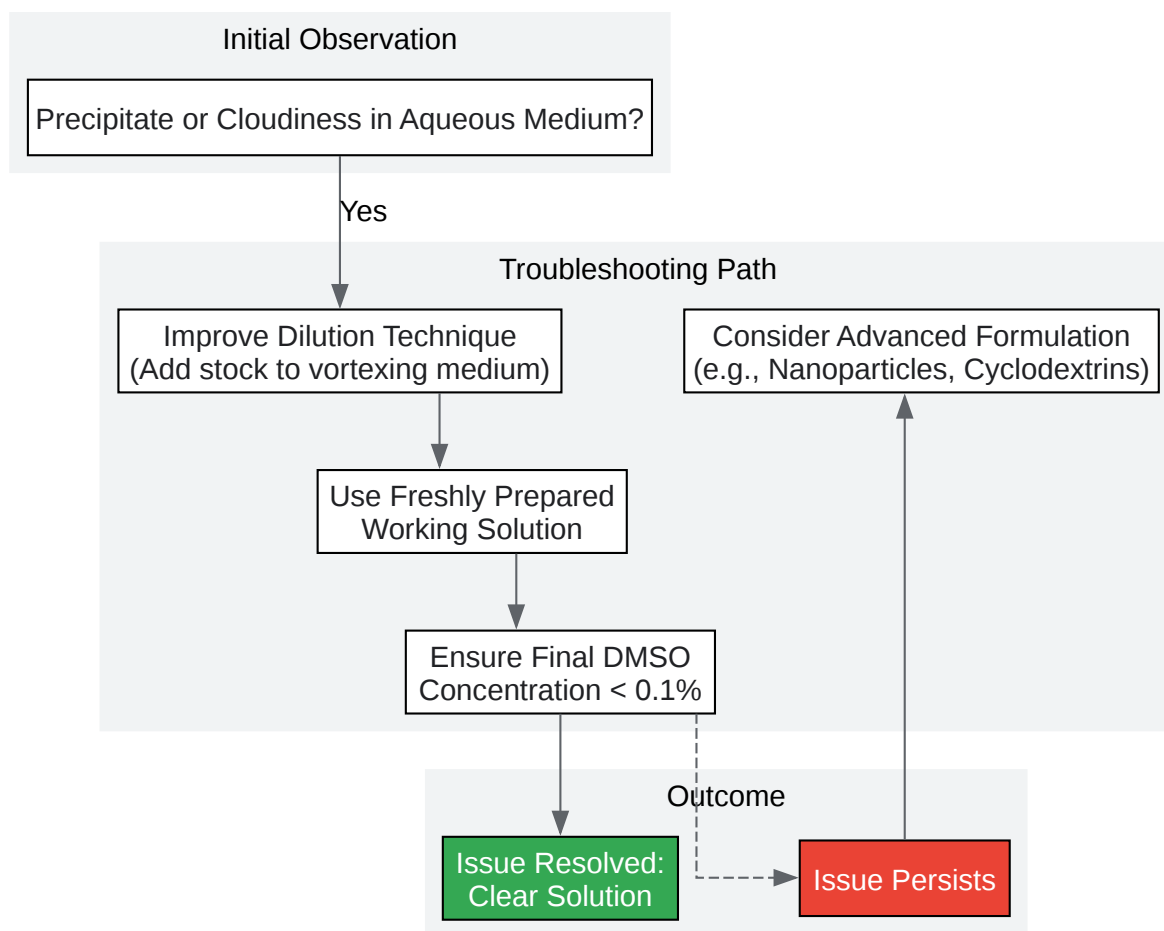 Initial Observation
Precipitate or Cloudiness in Aqueous Medium?
Yes
Troubleshooting Path
Improve Dilution Technique
(Add stock to vortexing medium)
Consider Advanced Formulation
(e.g., Nanoparticles, Cyclodextrins)
Use Freshly Prepared
Working Solution
Ensure Final DMSO
Concentration < 0.1%
Outcome
Issue Resolved:
Clear Solution
Issue Persists